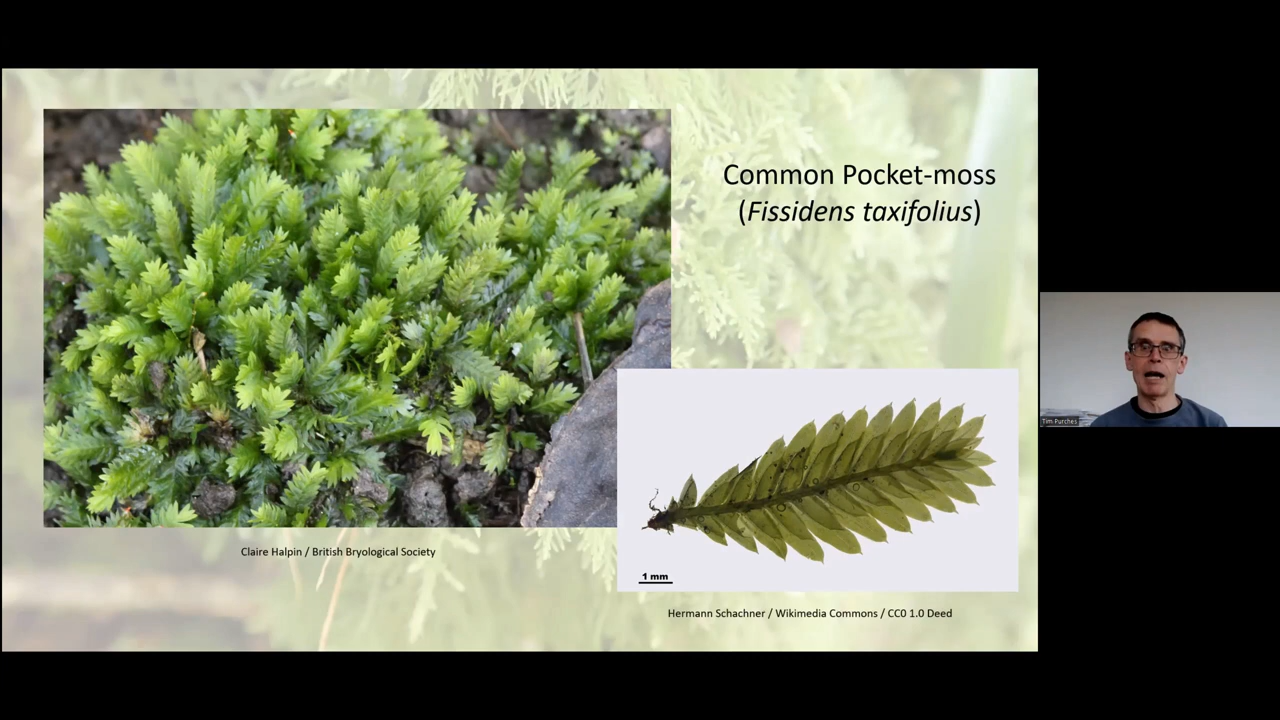 Common Pocket-moss
(Fissidens taxifolius)
Claire Halpin / British Bryological Society
1 mm
Hermann Schachner / Wikimedia Commons / CC0 1.0 Deed
Tim Purches